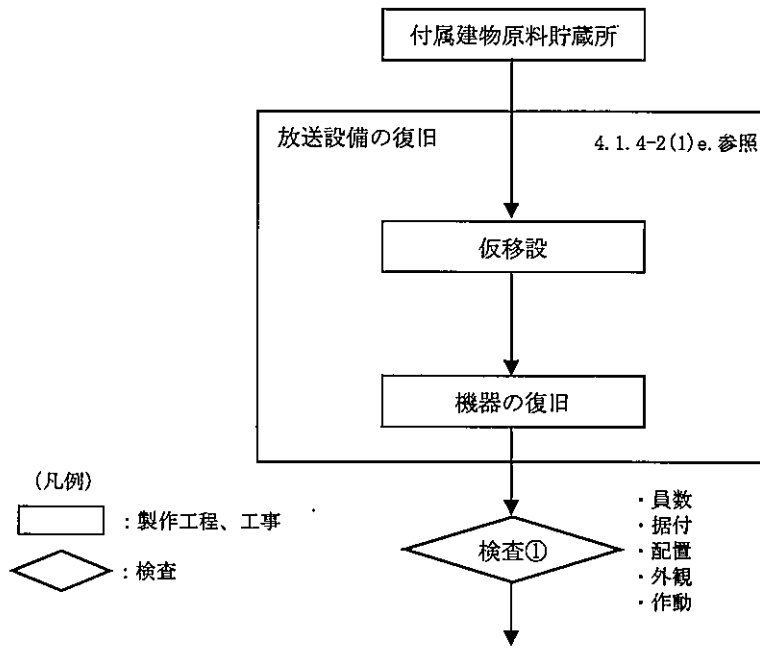 付属建物原料貯蔵所
放送設備の復旧
4.1.4-2(1)e.参照
仮移設
機器の復旧
(凡例)
：製作工程、工事
：検査
検査①
・員数
・据付
・配置
・外観
・作動